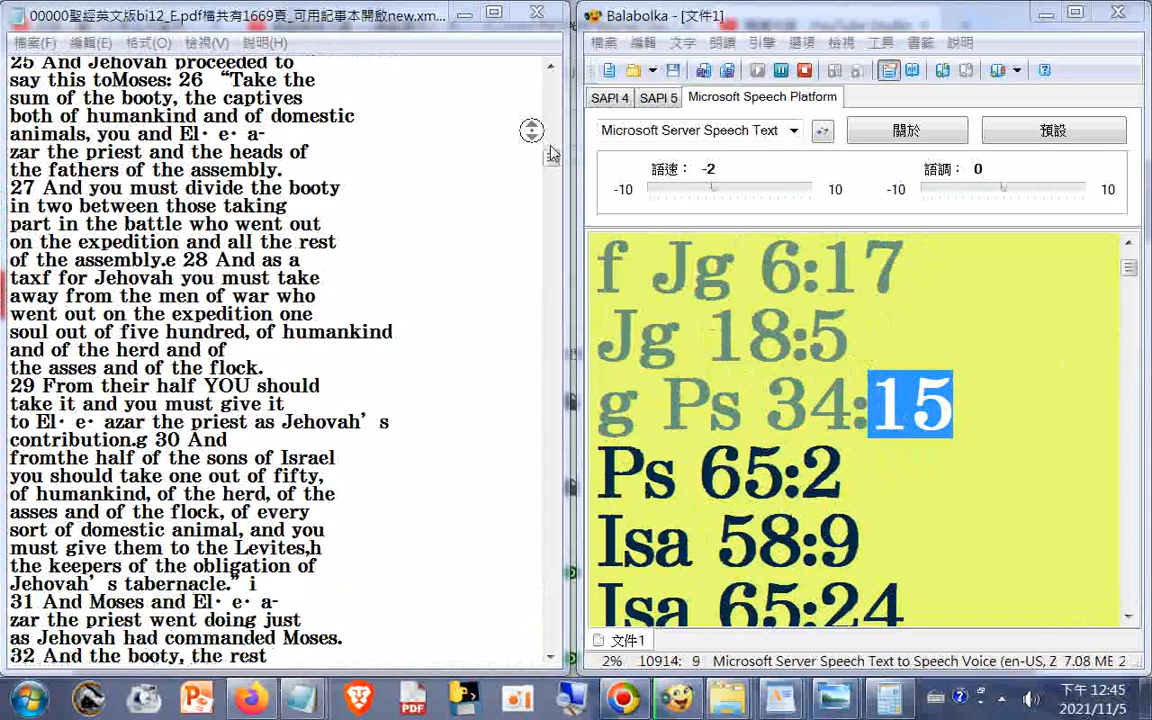 00000聖經英文版bi12_E.pdf檔共有1669頁_可用記事本開啟new.xm...
檔案(F) 編輯(E) 格式(O) 檢視(V) 說明(H)
25 And Jehovah proceeded to
say this toMoses: 26 “Take the
sum of the booty, the captives
both of humankind and of domestic
animals, you and El· e· a-
zar the priest and the heads of
the fathers of the assembly.
27 And you must divide the booty
in two between those taking
part in the battle who went out
on the expedition and all the rest
of the assembly.e 28 And as a
taxf for Jehovah you must take
away from the men of war who
went out on the expedition one
soul out of five hundred, of humankind
and of the herd and of
the asses and of the flock.
29 From their half YOU should
take it and you must give it
to El· e· azar the priest as Jehovah’s
contribution.g 30 And
fromthe half of the sons of Israel
you should take one out of fifty,
of humankind, of the herd, of the
asses and of the flock, of every
sort of domestic animal, and you
must give them to the Levites,h
the keepers of the obligation of
Jehovah’s tabernacle.” i
31 And Moses and El· e· a-
zar the priest went doing just
as Jehovah had commanded Moses.
32 And the booty, the rest
Balabolka - [文件1]
檔案 編輯 文字 朗讀 引擎 選項 檢視 工具 書籤 說明
SAPI 4 SAPI 5 Microsoft Speech Platform
Microsoft Server Speech Text 關於 預設
語速: -2 語調: 0
-10 10 -10 10
f Jg 6:17
Jg 18:5
g Ps 34:15
Ps 65:2
Isa 58:9
Isa 65:24
文件1
2% 10914: 9 Microsoft Server Speech Text to Speech Voice (en-US, Z 7.08 ME 2
PDF
下午 12:45
2021/11/5